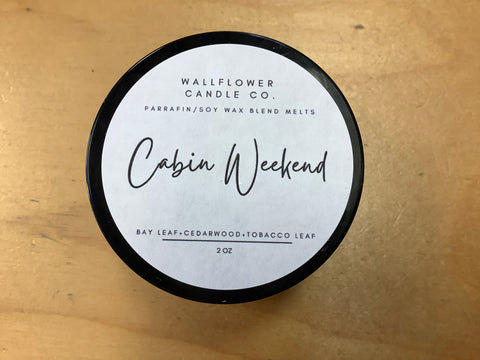 WALLFLOWER
CANDLE CO.
PARRAFIN/SOY WAX BLEND MELTS
Cabin Weekend
BAY LEAF+CEDARWOOD+TOBACCO LEAF
2 OZ